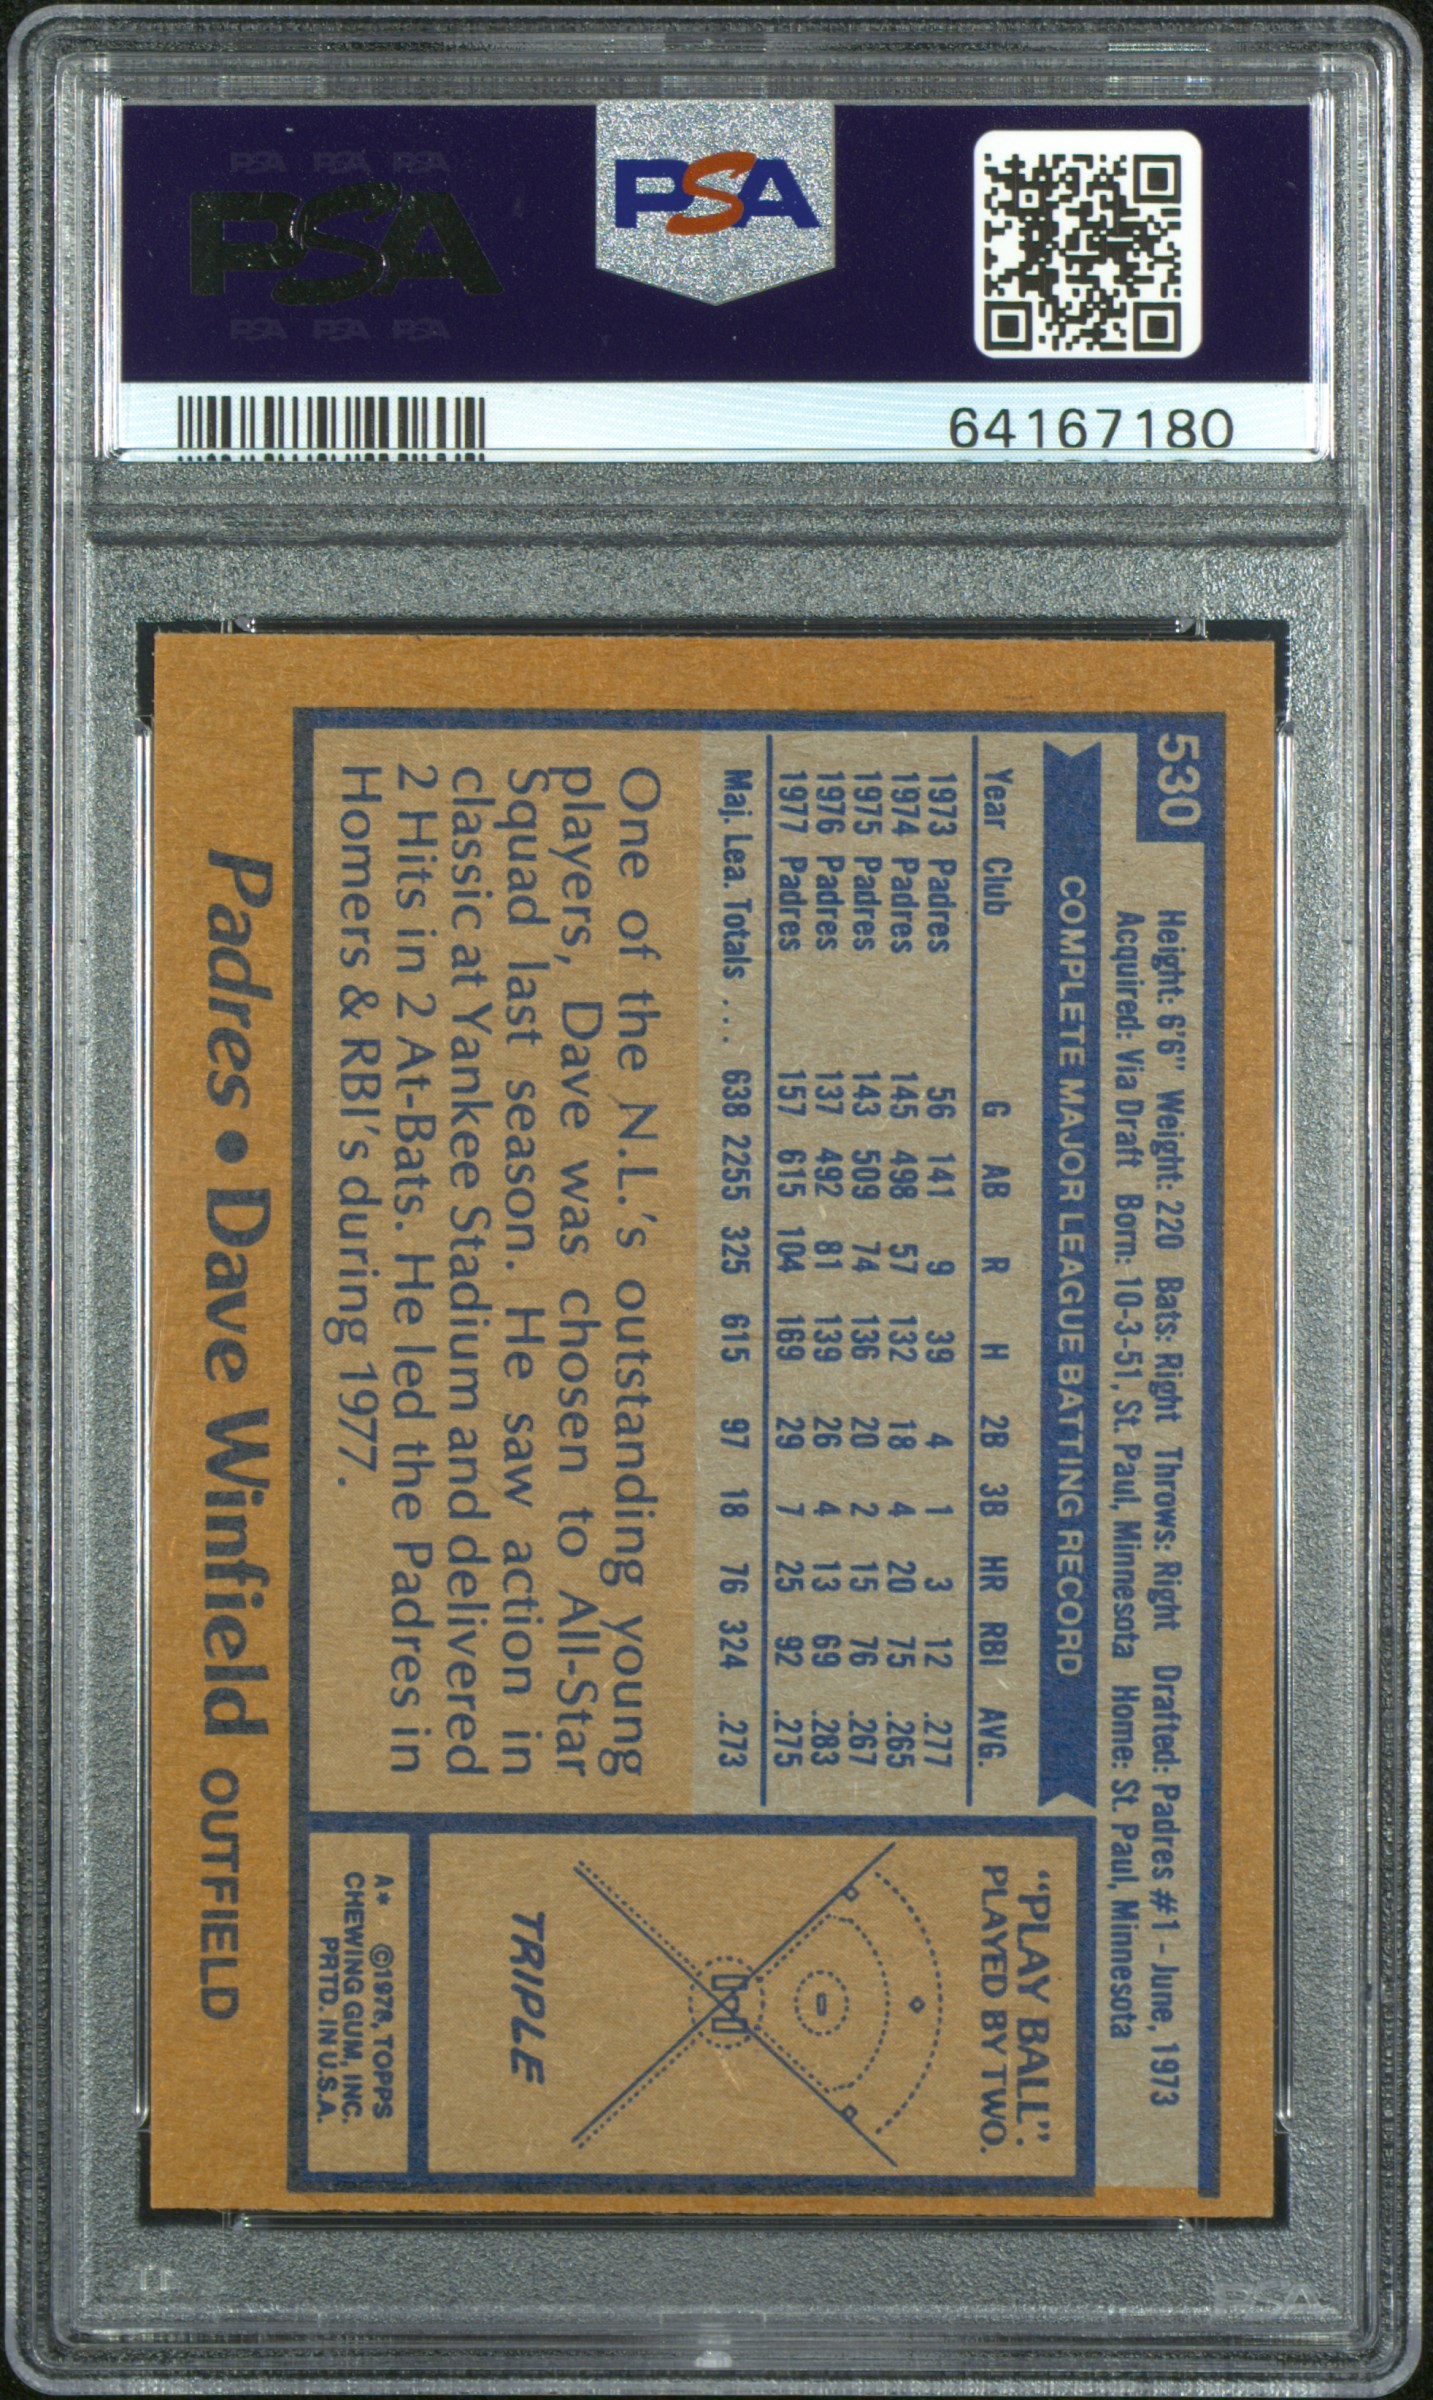 PSA PSA PSA
PSA
PSA PSA PSA
PSA
64167180
530
Height: 6'6" Weight: 220 Bats: Right Throws: Right Drafted: Padres #1 - June, 1973
Acquired: Via Draft Born: 10-3-51, St. Paul, Minnesota Home: St. Paul, Minnesota
COMPLETE MAJOR LEAGUE BATTING RECORD
Year Club G AB R H 2B 3B HR RBI AVG.
1973 Padres 56 141 9 39 4 1 3 12 .277
1974 Padres 145 498 57 132 18 4 20 75 .265
1975 Padres 143 509 74 136 20 2 15 76 .267
1976 Padres 137 492 81 139 26 4 13 69 .283
1977 Padres 157 615 104 169 29 7 25 92 .275
Maj. Lea. Totals . . . 638 2255 325 615 97 18 76 324 .273
One of the N.L.'s outstanding young
players, Dave was chosen to All-Star
Squad last season. He saw action in
classic at Yankee Stadium and delivered
2 Hits in 2 At-Bats. He led the Padres in
Homers & RBI's during 1977.
"PLAY BALL":
PLAYED BY TWO.
TRIPLE
A* ©1978, TOPPS
CHEWING GUM, INC.
PRTD. IN U.S.A.
Padres • Dave Winfield OUTFIELD
11
PSA